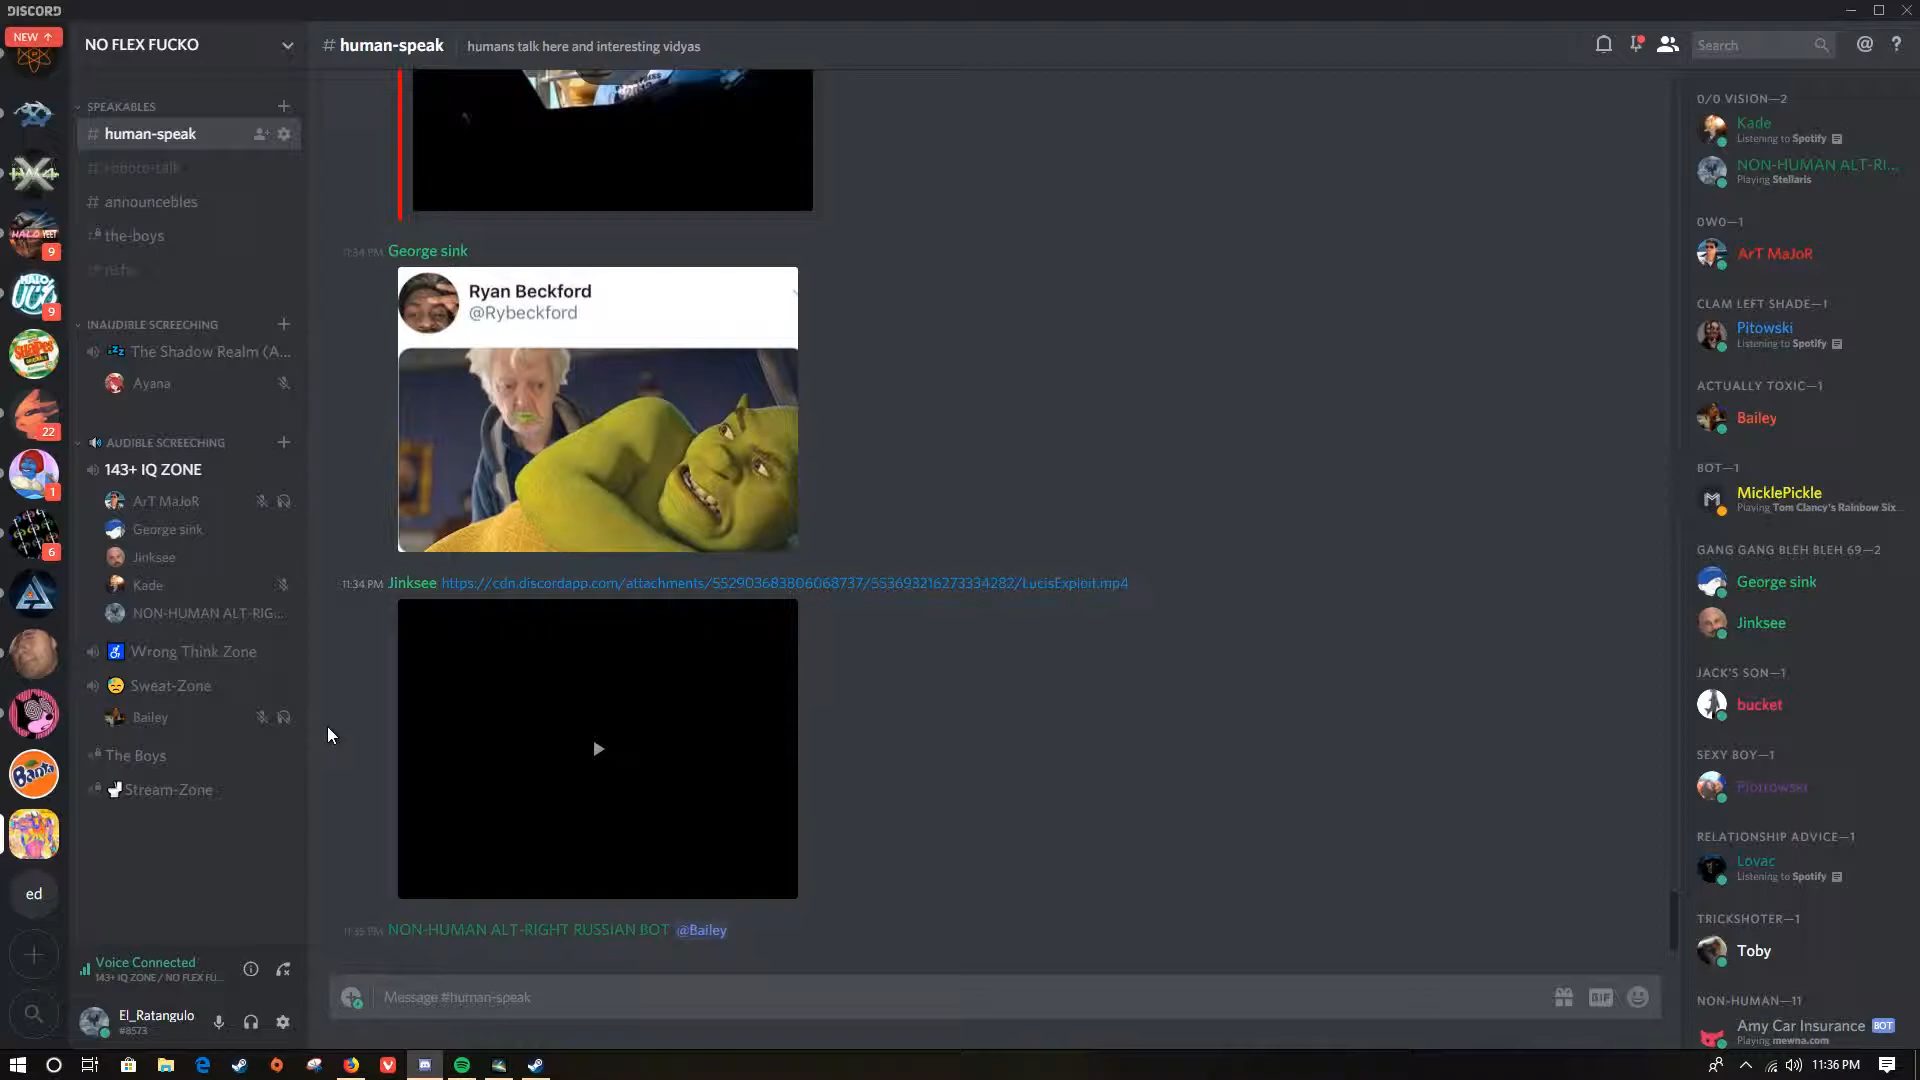 DISCORD
NEW ↑
NO FLEX FUCKO
# human-speak
humans talk here and interesting vidyas
Search
@
?
SPEAKABLES
# human-speak
# roboro-talk
# announcebles
the-boys
INAUDIBLE SCREECHING
The Shadow Realm (A...
Ayana
AUDIBLE SCREECHING
143+ IQ ZONE
ArT MaJoR
George sink
Jinksee
Kade
NON-HUMAN ALT-RIG...
Wrong Think Zone
Sweat-Zone
Bailey
The Boys
Stream-Zone
9
9
22
1
6
Banta
ed
Voice Connected
143+ IQ ZONE / NO FLEX FU...
El_Ratangulo
#8573
11:34 PM George sink
Ryan Beckford
@Rybeckford
11:34 PM Jinksee https://cdn.discordapp.com/attachments/552903683806068737/553693216273334282/LucisExploit.mp4
11:35 PM NON-HUMAN ALT-RIGHT RUSSIAN BOT @Bailey
Message #human-speak
GIF
0/0 VISION—2
Kade
Listening to Spotify
NON-HUMAN ALT-RI...
Playing Stellaris
OWO—1
ArT MaJoR
CLAM LEFT SHADE—1
Pitowski
Listening to Spotify
ACTUALLY TOXIC—1
Bailey
BOT—1
MicklePickle
Playing Tom Clancy's Rainbow Six...
GANG GANG BLEH BLEH 69—2
George sink
Jinksee
JACK'S SON—1
bucket
SEXY BOY—1
Piotrowski
RELATIONSHIP ADVICE—1
Lovac
Listening to Spotify
TRICKSHOTER—1
Toby
NON-HUMAN—11
Amy Car Insurance BOT
Playing mewna.com
11:36 PM